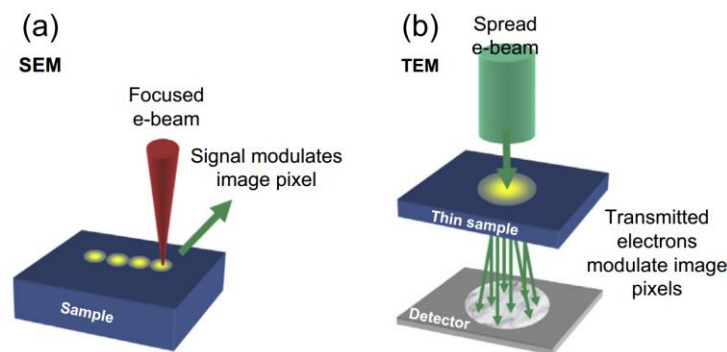 (a)
SEM
Focused
e-beam
Signal modulates
image pixel
Sample
(b)
Spread
e-beam
TEM
Thin sample
Transmitted
electrons
modulate image
pixels
Detector